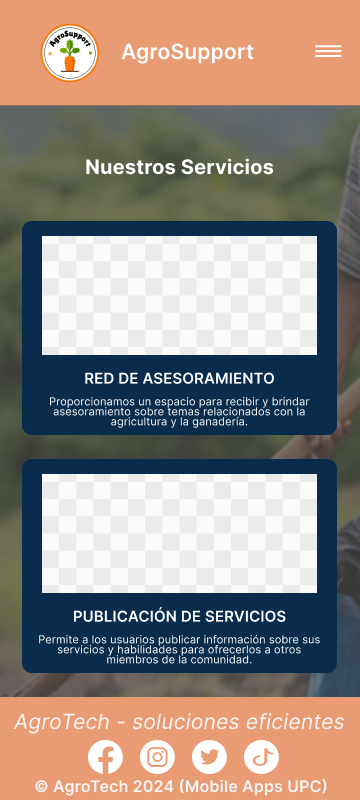 AgroSupport
AgroSupport
Nuestros Servicios
RED DE ASESORAMIENTO
Proporcionamos un espacio para recibir y brindar
asesoramiento sobre temas relacionados con la
agricultura y la ganadería.
PUBLICACIÓN DE SERVICIOS
Permite a los usuarios publicar información sobre sus
servicios y habilidades para ofrecerlos a otros
miembros de la comunidad.
AgroTech - soluciones eficientes
© AgroTech 2024 (Mobile Apps UPC)